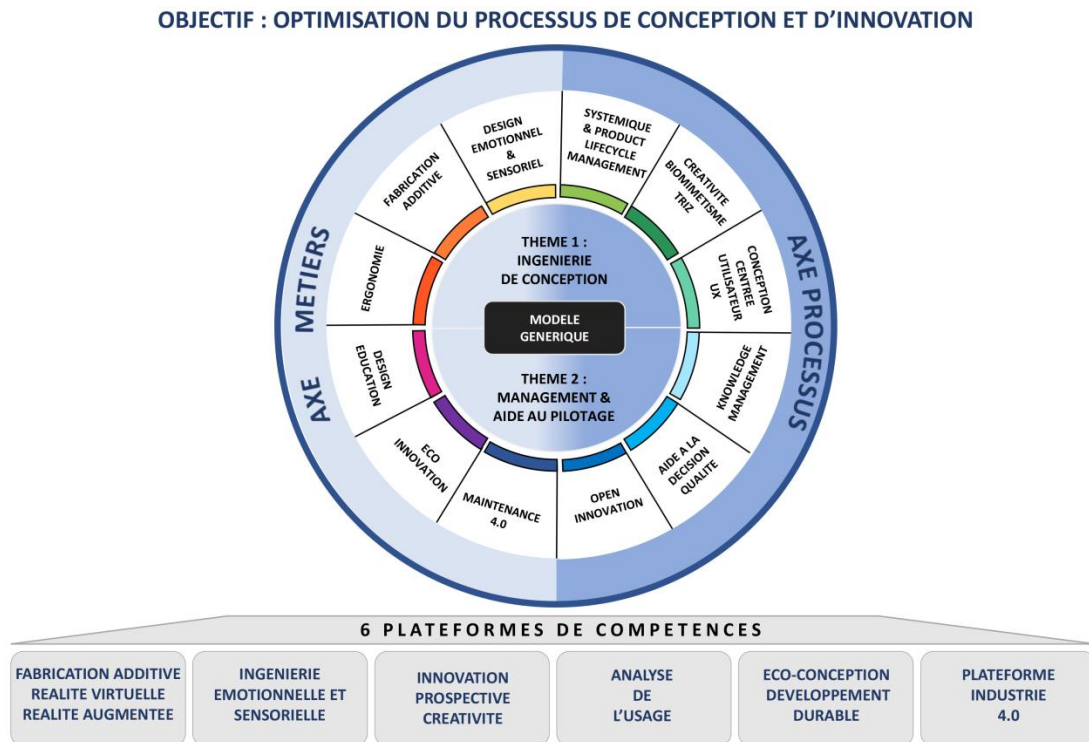 OBJECTIF : OPTIMISATION DU PROCESSUS DE CONCEPTION ET D’INNOVATION
AXE METIERS
AXE PROCESSUS
DESIGN
EMOTIONNEL
&
SENSORIEL
SYSTEMIQUE
& PRODUCT
LIFECYCLE
MANAGEMENT
CREATIVITE
BIOMIMETISME
TRIZ
CONCEPTION
CENTREE
UTILISATEUR
UX
KNOWLEDGE
MANAGEMENT
AIDE A LA
DECISION
QUALITE
OPEN
INNOVATION
MAINTENANCE
4.0
ECO
INNOVATION
DESIGN
EDUCATION
ERGONOMIE
FABRICATION
ADDITIVE
THEME 1 :
INGENIERIE
DE CONCEPTION
MODELE
GENERIQUE
THEME 2 :
MANAGEMENT &
AIDE AU PILOTAGE
6 PLATEFORMES DE COMPETENCES
FABRICATION ADDITIVE
REALITE VIRTUELLE
REALITE AUGMENTEE
INGENIERIE
EMOTIONNELLE ET
SENSORIELLE
INNOVATION
PROSPECTIVE
CREATIVITE
ANALYSE
DE
L’USAGE
ECO-CONCEPTION
DEVELOPPEMENT
DURABLE
PLATEFORME
INDUSTRIE
4.0